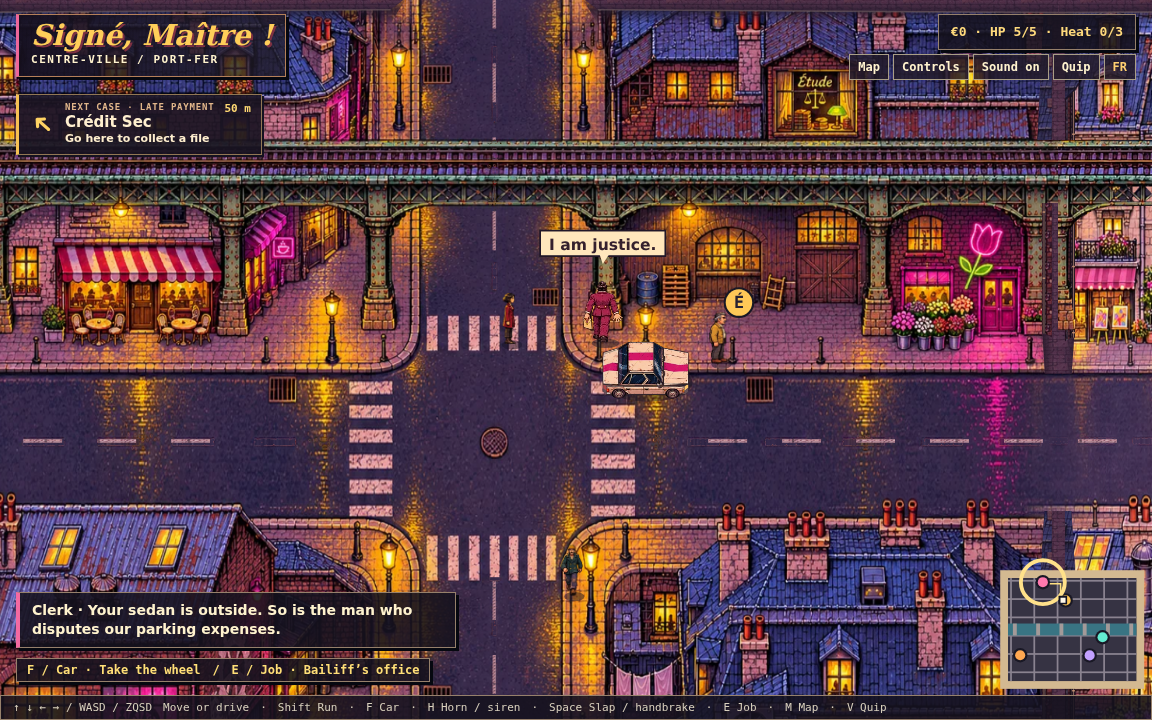 Signé, Maître !
CENTRE-VILLE / PORT-FER
NEXT CASE · LATE PAYMENT 50 m
Crédit Sec
Go here to collect a file
€0 · HP 5/5 · Heat 0/3
Map Controls Sound on Quip FR
Étude
I am justice.
É
Clerk · Your sedan is outside. So is the man who
disputes our parking expenses.
F / Car · Take the wheel / E / Job · Bailiff’s office
↑ ↓ ← → / WASD / ZQSD Move or drive · Shift Run · F Car · H Horn / siren · Space Slap / handbrake · E Job · M Map · V Quip